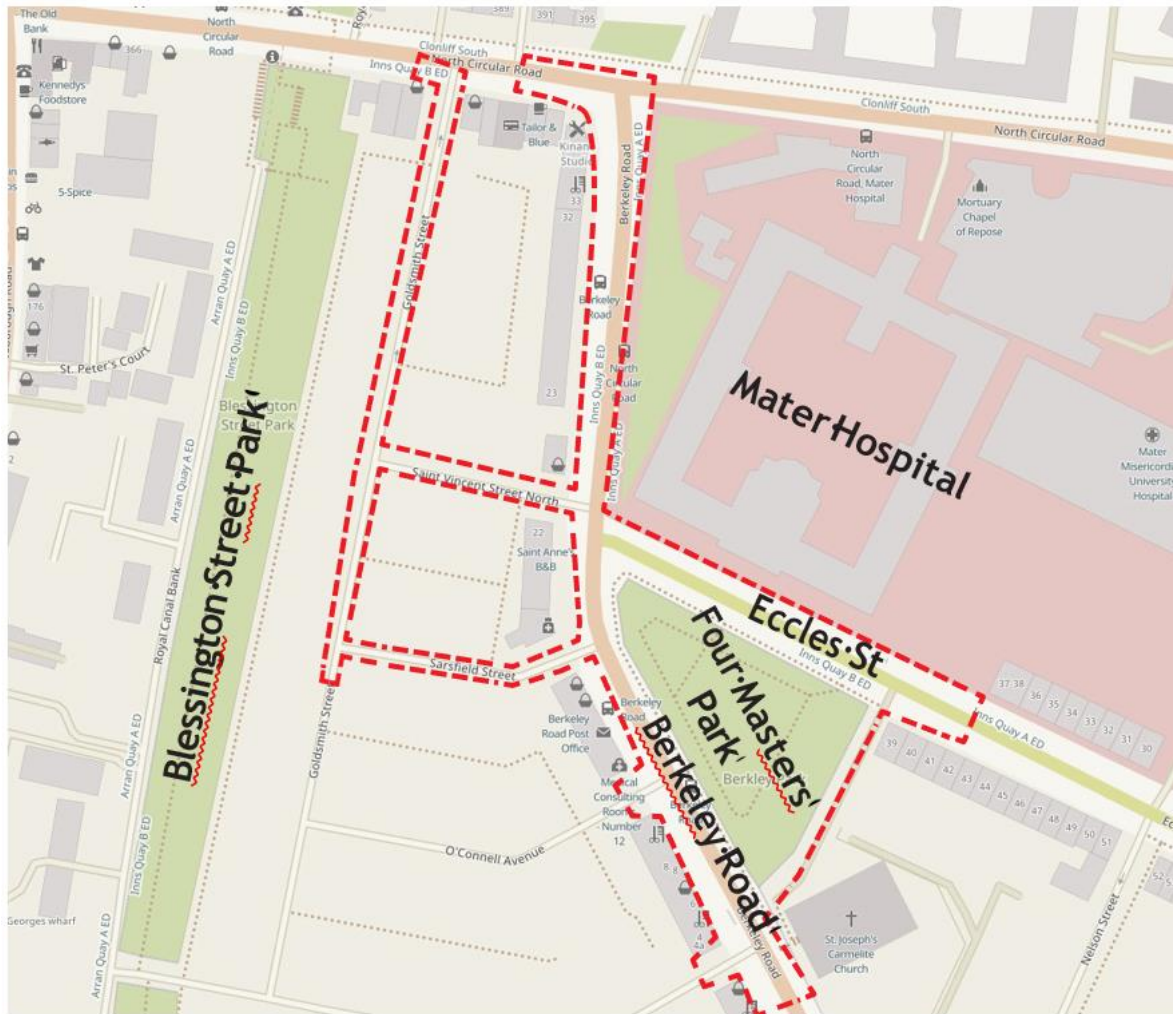 The Old
Bank
North
Circular
Road
366
Kennedys
Foodstore
5-Spice
176
St. Peter's Court
Arran Quay A ED
Inns Quay B ED
Blessington
Street Park
Blessington Street Park'
Arran Quay A ED
Royal Canal Bank
Arran Quay A ED
Inns Quay B ED
Georges wharf
Arran Quay A ED
389
391
395
Clonliff South
North Circular Road
Inns Quay B ED
Tailor &
Blue
33
32
23
Goldsmith Street
Berkeley Road
Inns Quay A ED
Berkeley
Road
Inns Quay B ED
North
Circular
Road
Inns Quay A ED
Saint Vincent Street North
22
Saint Anne's
B&B
Sarsfield Street
Goldsmith Street
Berkeley Road Post
Office
Berkeley
Road
Medical
Consulting
Number
12
O'Connell Avenue
8
6
4
4a
Berkeley Road'
Berkeley Road
Clonliff South
North Circular Road
North
Circular
Road, Mater
Hospital
Mortuary
Chapel
of Repose
Mater Hospital
Mater
Misericordia
University
Hospital
Eccles St
Inns Quay B ED
Inns Quay A ED
Four Masters'
Park'
37-38
36
35
34
33
32
31
30
39
40
41
42
43
44
45
46
47
48
49
50
51
St. Joseph's
Carmelite
Church
Nelson Street